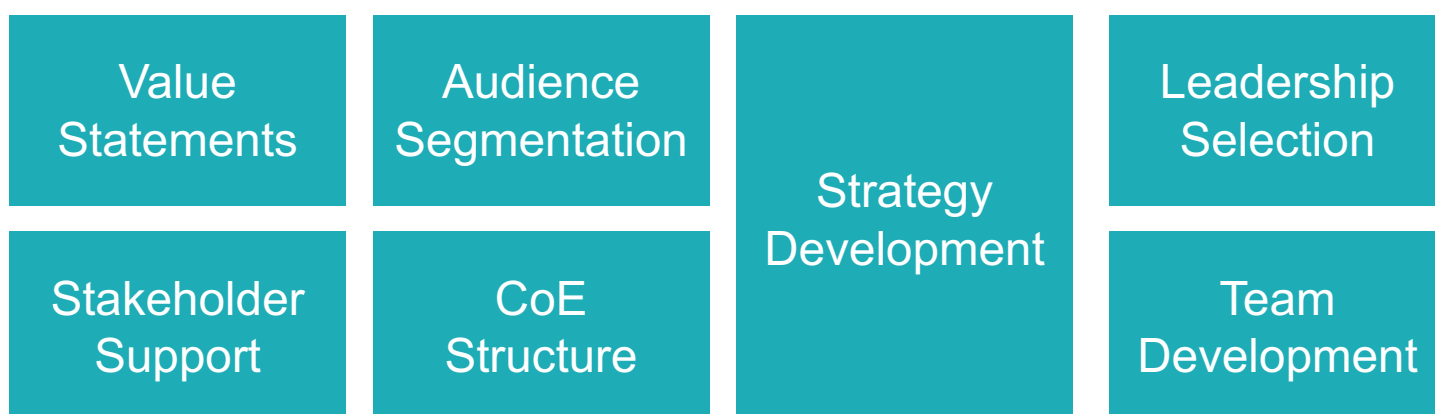 Value
Statements
Audience
Segmentation
Strategy
Development
Leadership
Selection
Stakeholder
Support
CoE
Structure
Team
Development